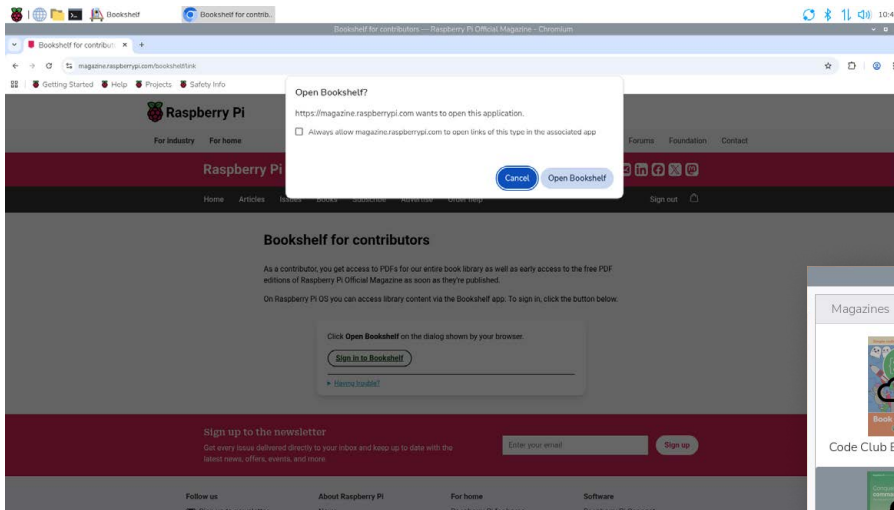 Bookshelf
Bookshelf for contrib..
10:4
Bookshelf for contributors — Raspberry Pi Official Magazine - Chromium
Bookshelf for contribut
magazine.raspberrypi.com/bookshelf/link
Getting Started Help Projects Safety Info
Open Bookshelf?
https://magazine.raspberrypi.com wants to open this application.
Always allow magazine.raspberrypi.com to open links of this type in the associated app
Cancel Open Bookshelf
Raspberry Pi
For industry For home Forums Foundation Contact
Raspberry Pi
Home Articles Issues Books Subscribe Advertise Get help Sign out
Bookshelf for contributors
As a contributor, you get access to PDFs for our entire book library as well as early access to the free PDF
editions of Raspberry Pi Official Magazine as soon as they're published.
On Raspberry Pi OS you can access library content via the Bookshelf app. To sign in, click the button below:
Click Open Bookshelf on the dialog shown by your browser.
Sign in to Bookshelf
Having trouble?
Magazines
Book
Code Club B
Sign up to the newsletter
Get every issue delivered directly to your inbox and keep up to date with the
latest news, offers, events, and more.
Enter your email Sign up
Follow us About Raspberry Pi For home Software